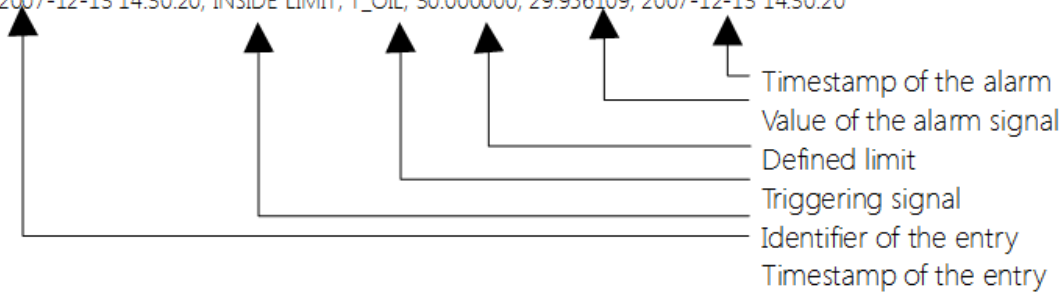 2007-12-13 14:30:20, INSIDE LIMIT, T_OIL, 30.000000, 29.956109, 2007-12-13 14:30:20
Timestamp of the alarm
Value of the alarm signal
Defined limit
Triggering signal
Identifier of the entry
Timestamp of the entry